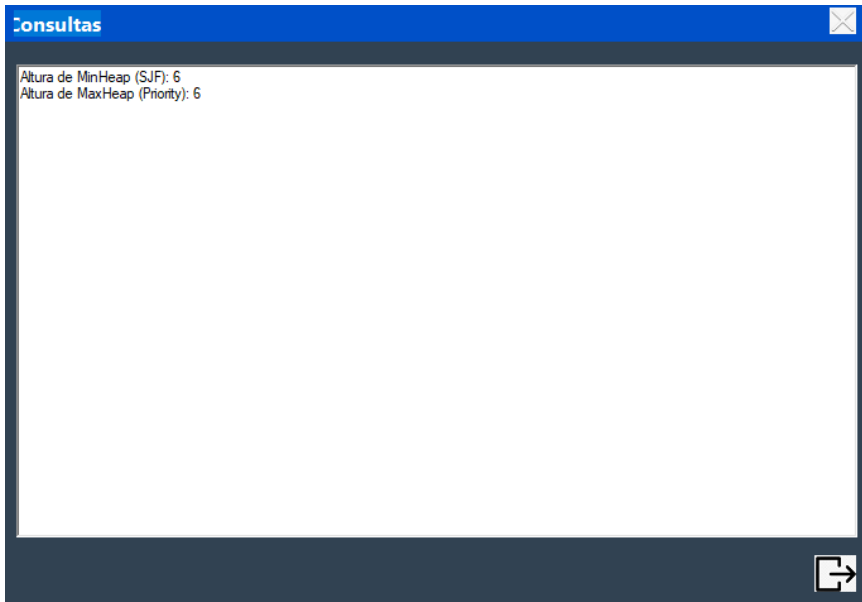 Consultas
Altura de MinHeap (SJF): 6
Altura de MaxHeap (Priority): 6